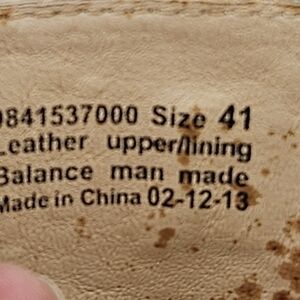 0841537000 Size 41
Leather upper/lining
Balance man made
Made in China 02-12-13